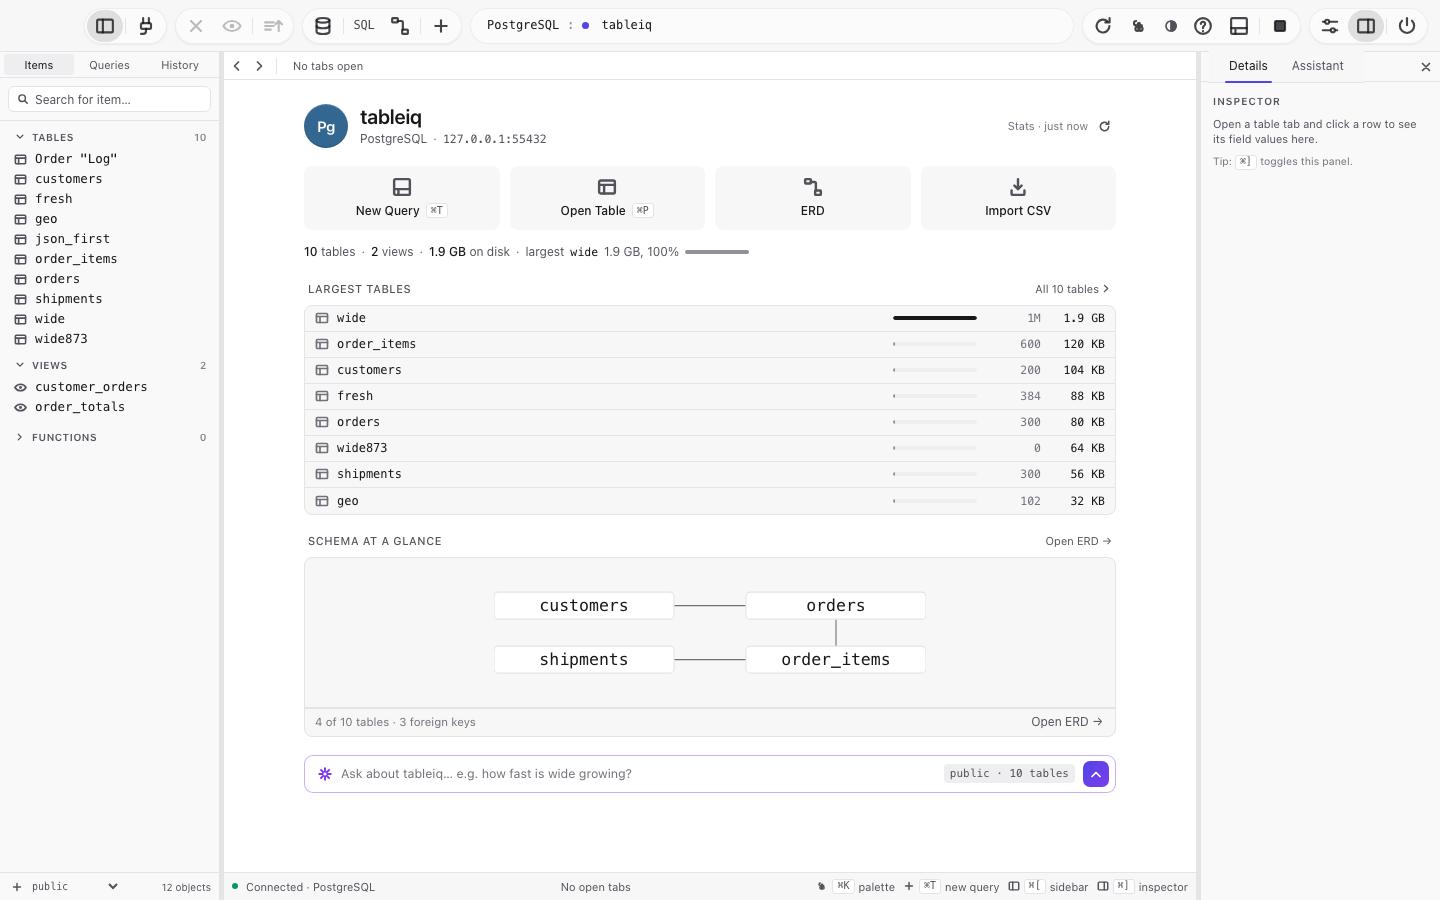 SQL
PostgreSQL : tableiq
Items Queries History
Search for item...
TABLES 10
Order "Log"
customers
fresh
geo
json_first
order_items
orders
shipments
wide
wide873
VIEWS 2
customer_orders
order_totals
FUNCTIONS 0
+ public 12 objects
No tabs open
Pg
tableiq
PostgreSQL · 127.0.0.1:55432
Stats · just now
New Query ⌘T
Open Table ⌘P
ERD
Import CSV
10 tables · 2 views · 1.9 GB on disk · largest wide 1.9 GB, 100%
LARGEST TABLES All 10 tables >
wide 1M 1.9 GB
order_items 600 120 KB
customers 200 104 KB
fresh 384 88 KB
orders 300 80 KB
wide873 0 64 KB
shipments 300 56 KB
geo 102 32 KB
SCHEMA AT A GLANCE Open ERD →
customers orders
shipments order_items
4 of 10 tables · 3 foreign keys Open ERD →
Ask about tableiq... e.g. how fast is wide growing? public · 10 tables
Connected · PostgreSQL No open tabs ⌘K palette + ⌘T new query ⌘[ sidebar ⌘] inspector
Details Assistant
INSPECTOR
Open a table tab and click a row to see
its field values here.
Tip: ⌘] toggles this panel.